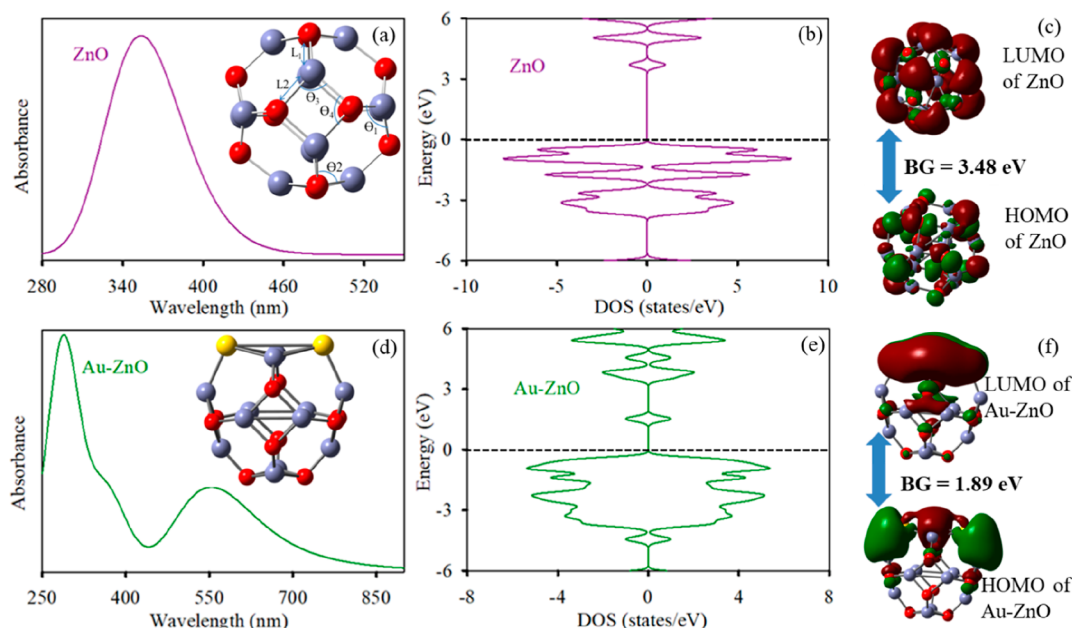 (a)
ZnO
L₁
L2
Θ₃
Θ₄
Θ₁
Θ2
Absorbance
280 340 400 460 520
Wavelength (nm)
(b)
ZnO
Energy (eV)
6
3
0
-3
-6
-10 -5 0 5 10
DOS (states/eV)
(c)
LUMO
of ZnO
BG = 3.48 eV
HOMO
of ZnO
(d)
Au-ZnO
Absorbance
250 450 550 700 850
Wavelength (nm)
(e)
Au-ZnO
Energy (eV)
6
3
0
-3
-6
-8 -4 0 4 8
DOS (states/eV)
(f)
LUMO of
Au-ZnO
BG = 1.89 eV
HOMO of
Au-ZnO